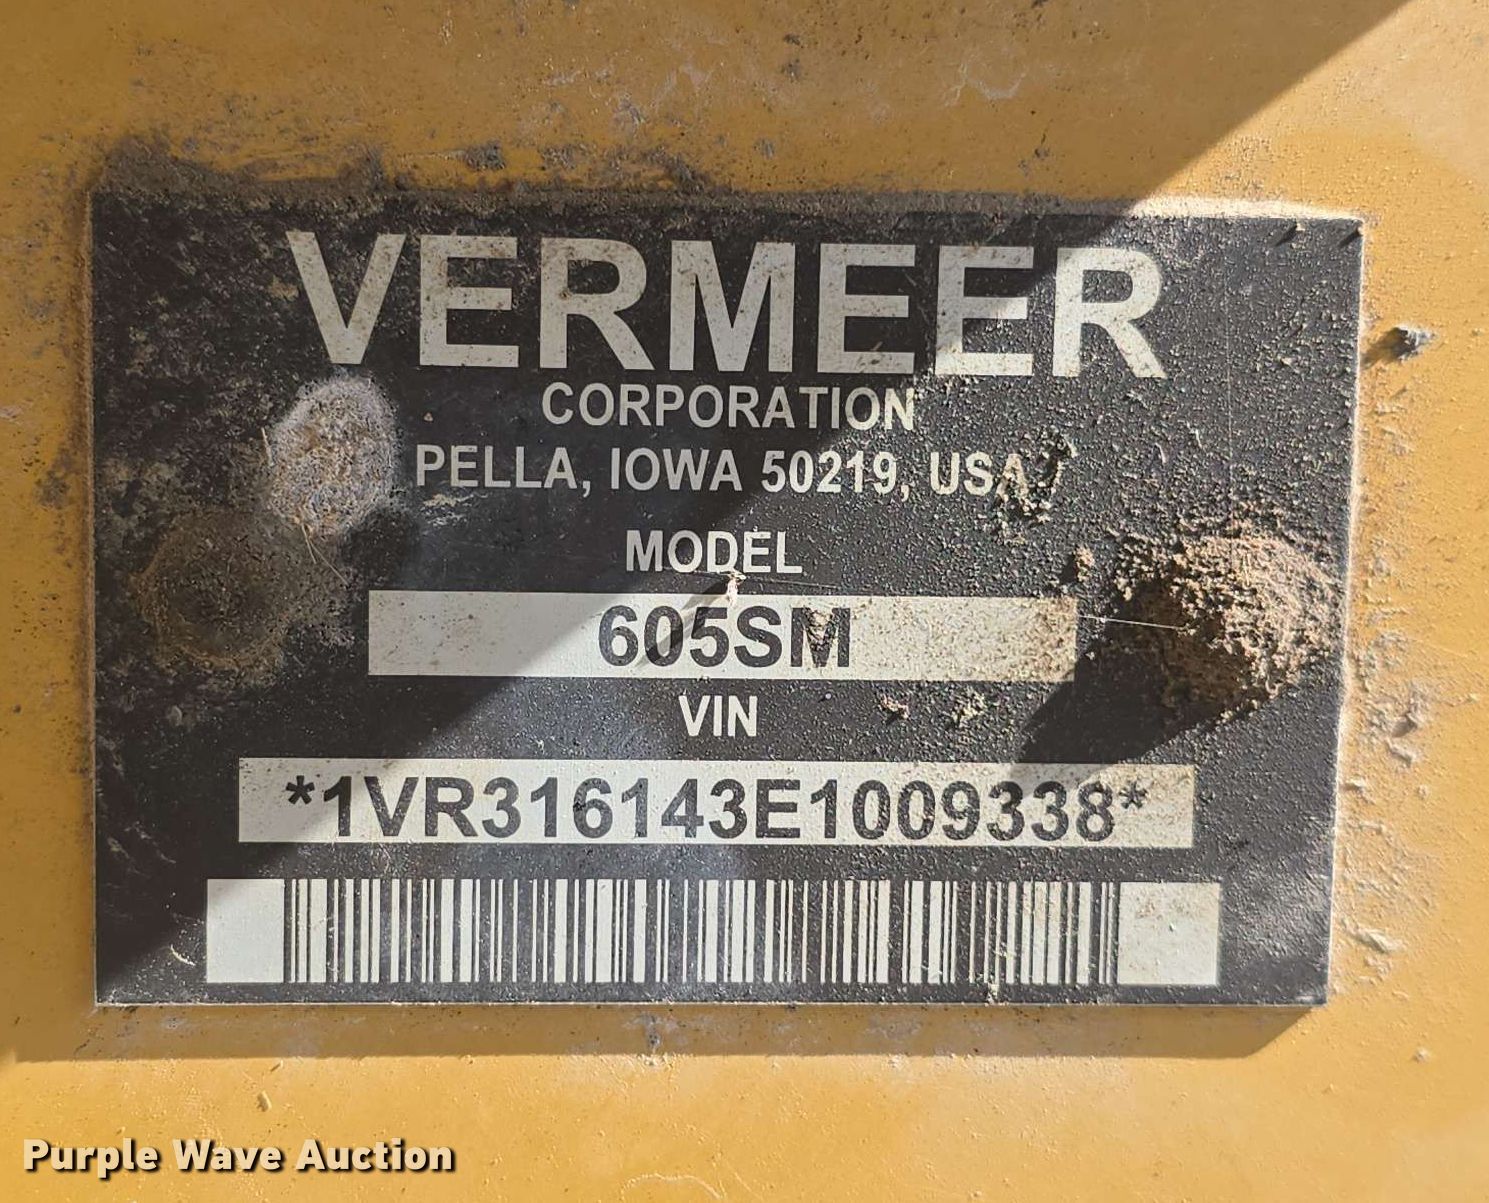 VERMEER
CORPORATION
PELLA, IOWA 50219, USA
MODEL
605SM
VIN
*1VR316143E1009338*
Purple Wave Auction